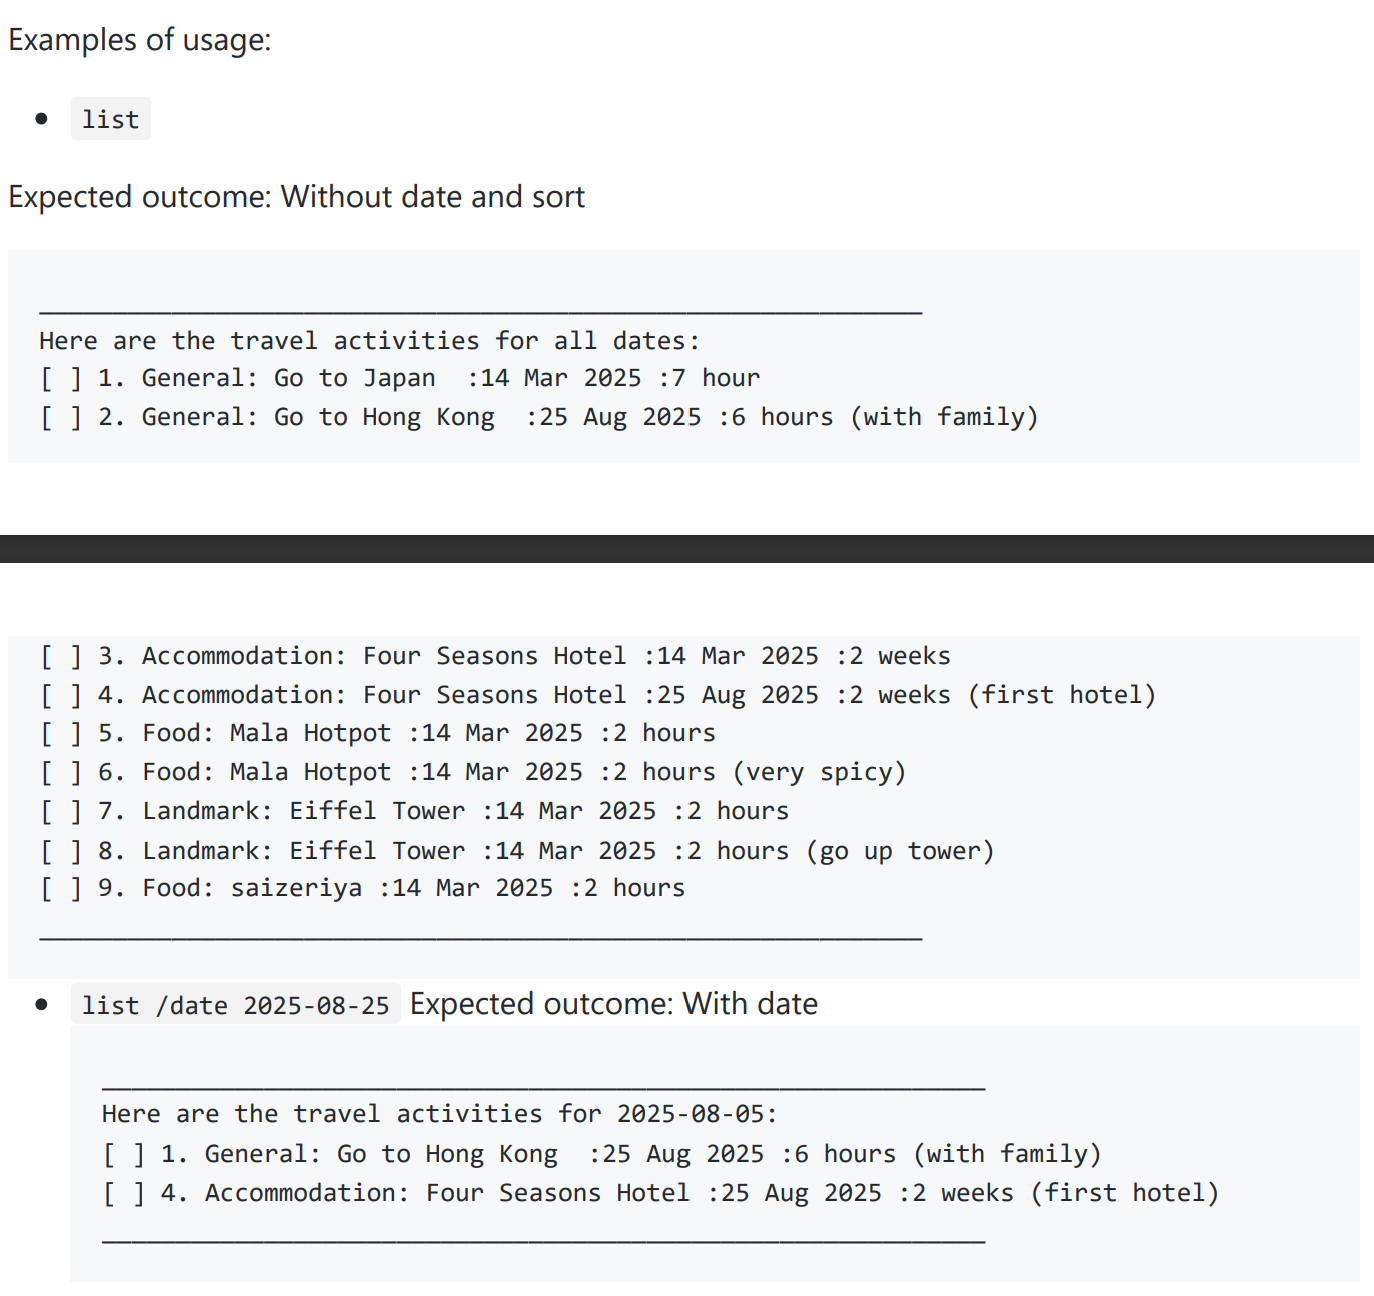 Examples of usage:
• list
Expected outcome: Without date and sort
____________________________________________________________
Here are the travel activities for all dates:
[ ] 1. General: Go to Japan  :14 Mar 2025 :7 hour
[ ] 2. General: Go to Hong Kong  :25 Aug 2025 :6 hours (with family)
[ ] 3. Accommodation: Four Seasons Hotel :14 Mar 2025 :2 weeks
[ ] 4. Accommodation: Four Seasons Hotel :25 Aug 2025 :2 weeks (first hotel)
[ ] 5. Food: Mala Hotpot :14 Mar 2025 :2 hours
[ ] 6. Food: Mala Hotpot :14 Mar 2025 :2 hours (very spicy)
[ ] 7. Landmark: Eiffel Tower :14 Mar 2025 :2 hours
[ ] 8. Landmark: Eiffel Tower :14 Mar 2025 :2 hours (go up tower)
[ ] 9. Food: saizeriya :14 Mar 2025 :2 hours
____________________________________________________________
• list /date 2025-08-25 Expected outcome: With date
____________________________________________________________
Here are the travel activities for 2025-08-05:
[ ] 1. General: Go to Hong Kong  :25 Aug 2025 :6 hours (with family)
[ ] 4. Accommodation: Four Seasons Hotel :25 Aug 2025 :2 weeks (first hotel)
____________________________________________________________